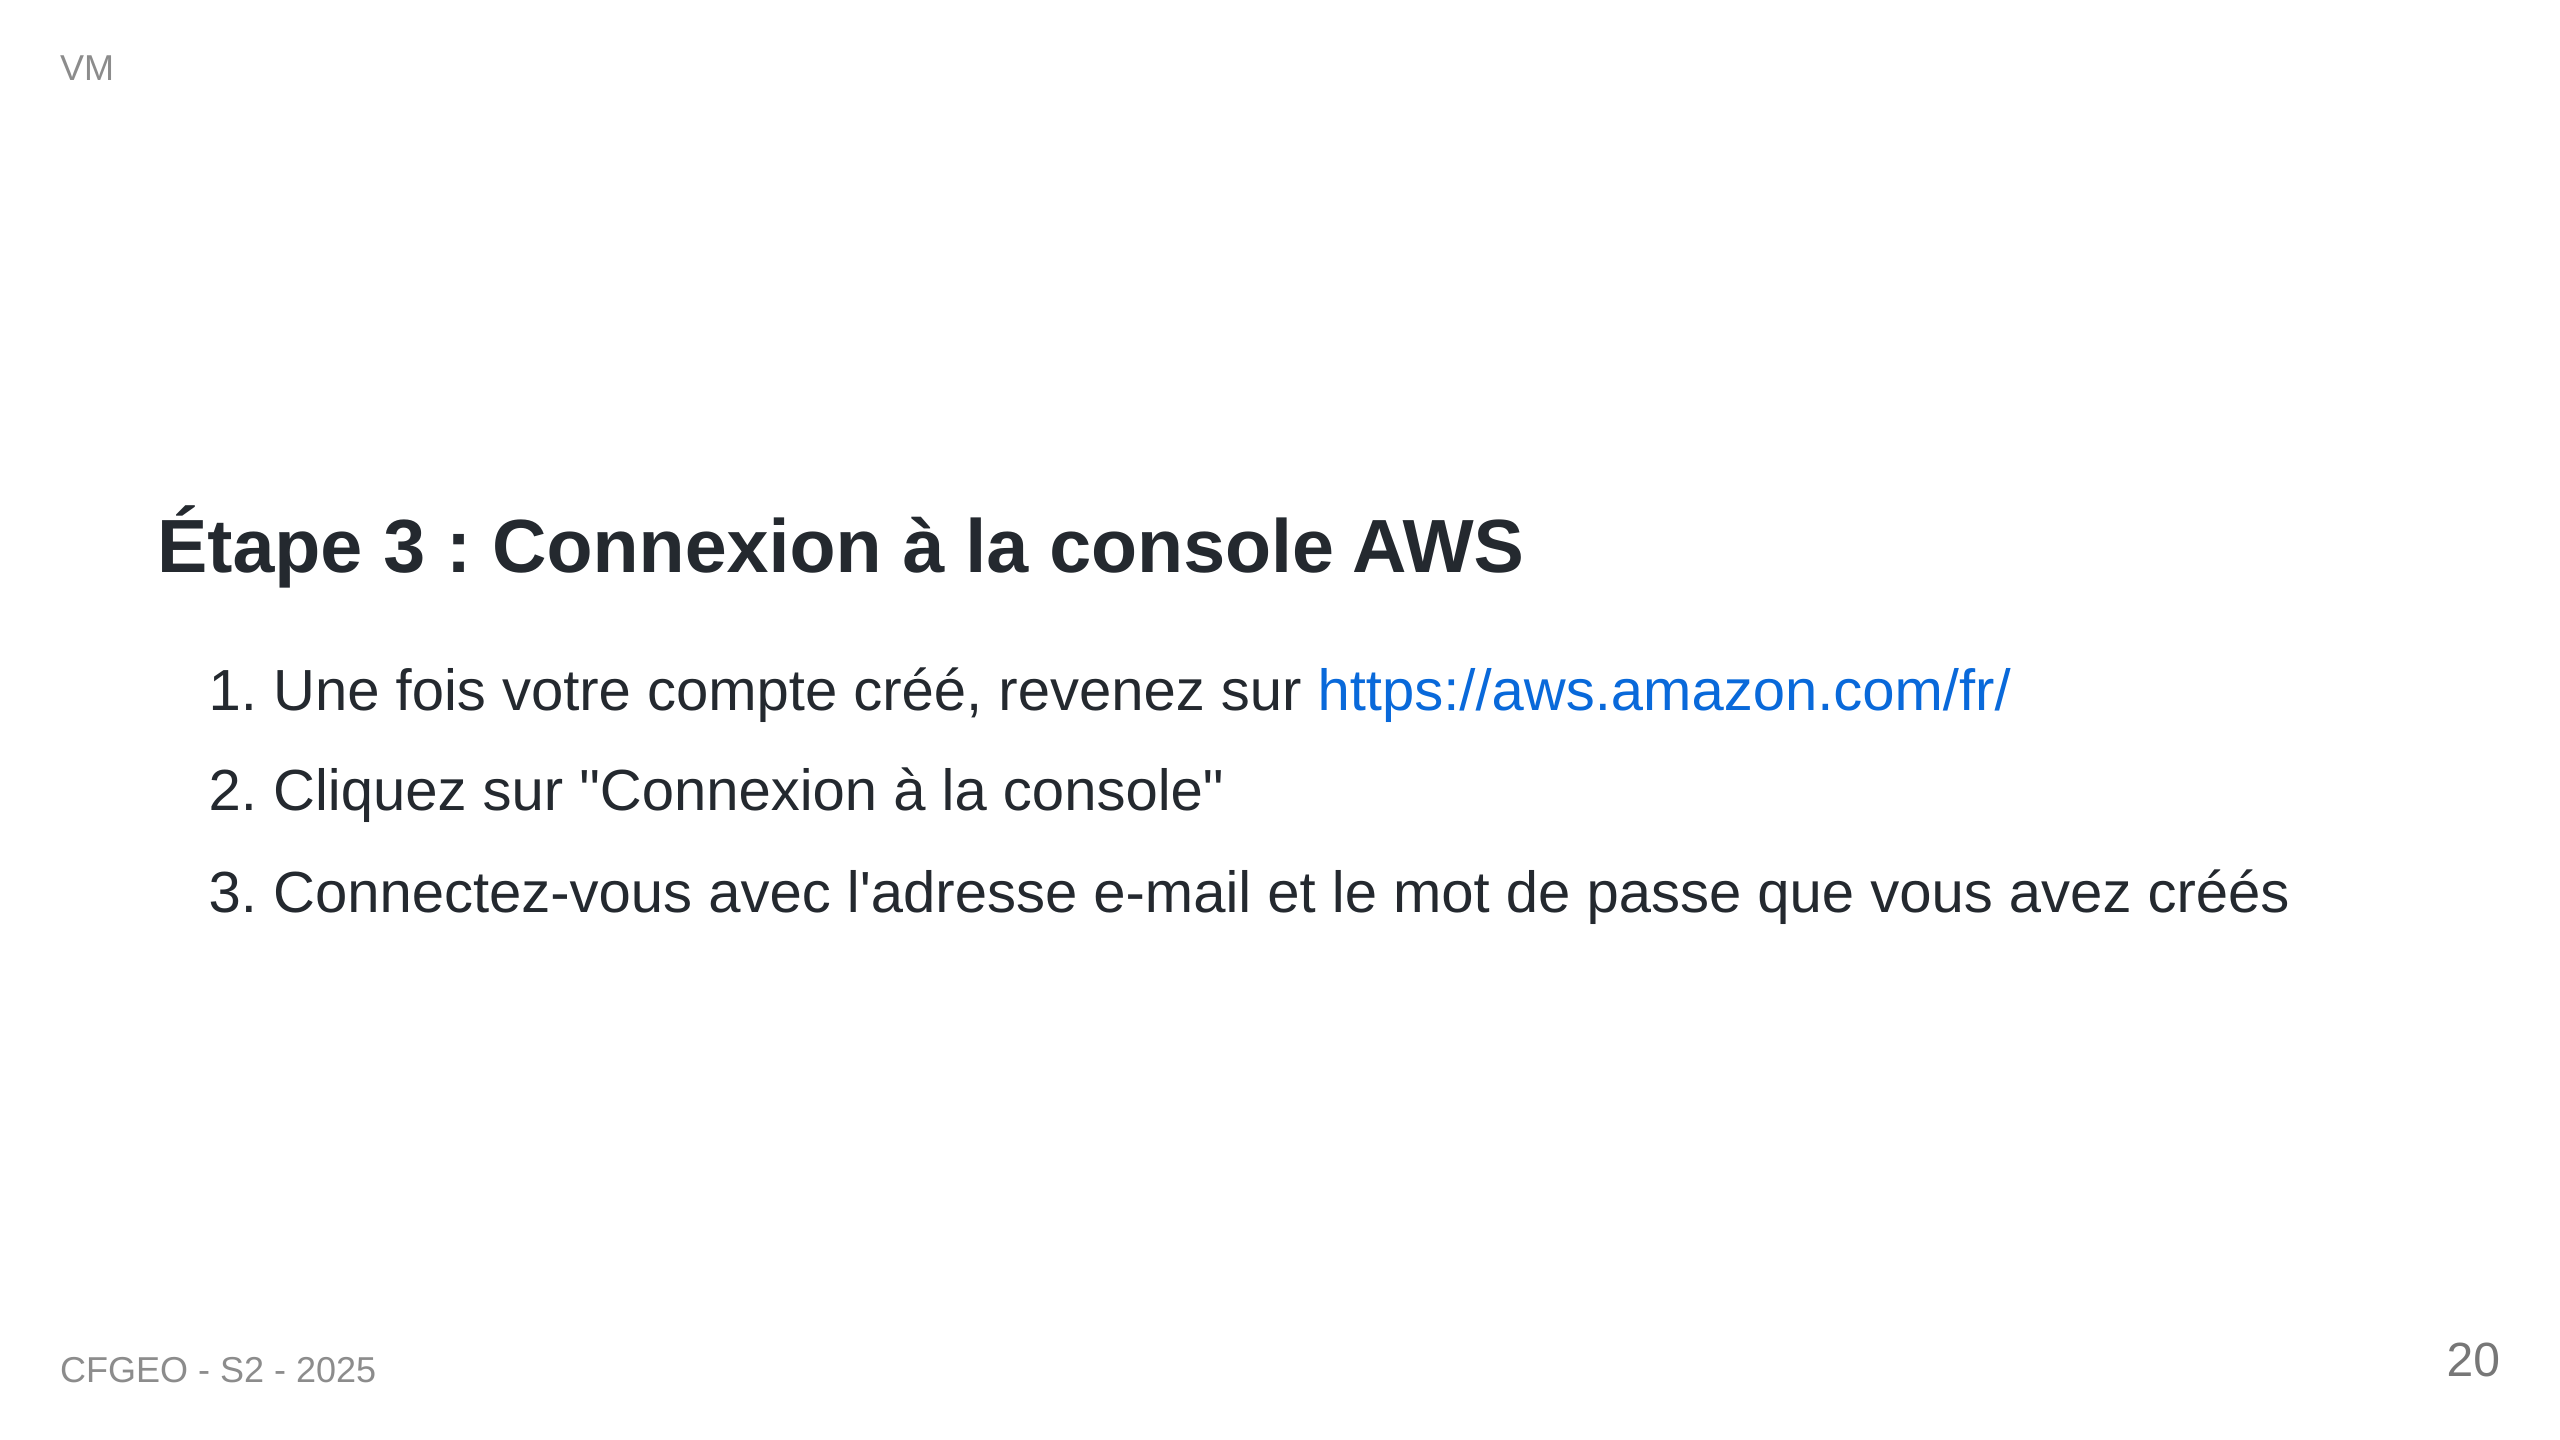 VM
Étape 3 : Connexion à la console AWS
1. Une fois votre compte créé, revenez sur https://aws.amazon.com/fr/
2. Cliquez sur "Connexion à la console"
3. Connectez-vous avec l'adresse e-mail et le mot de passe que vous avez créés
CFGEO - S2 - 2025
20